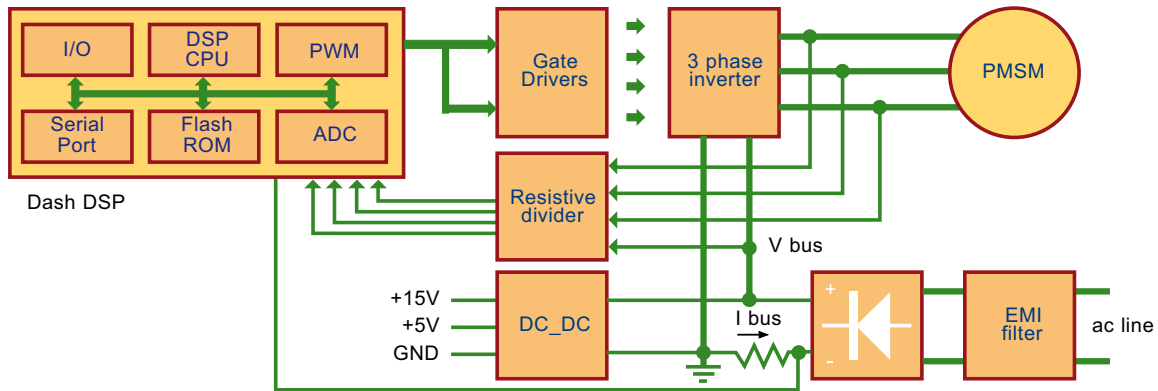 I/O
DSP
CPU
PWM
Serial
Port
Flash
ROM
ADC
Dash DSP
Gate
Drivers
3 phase
inverter
PMSM
Resistive
divider
V bus
+15V
+5V
GND
DC_DC
I bus
+
-
EMI
filter
ac line